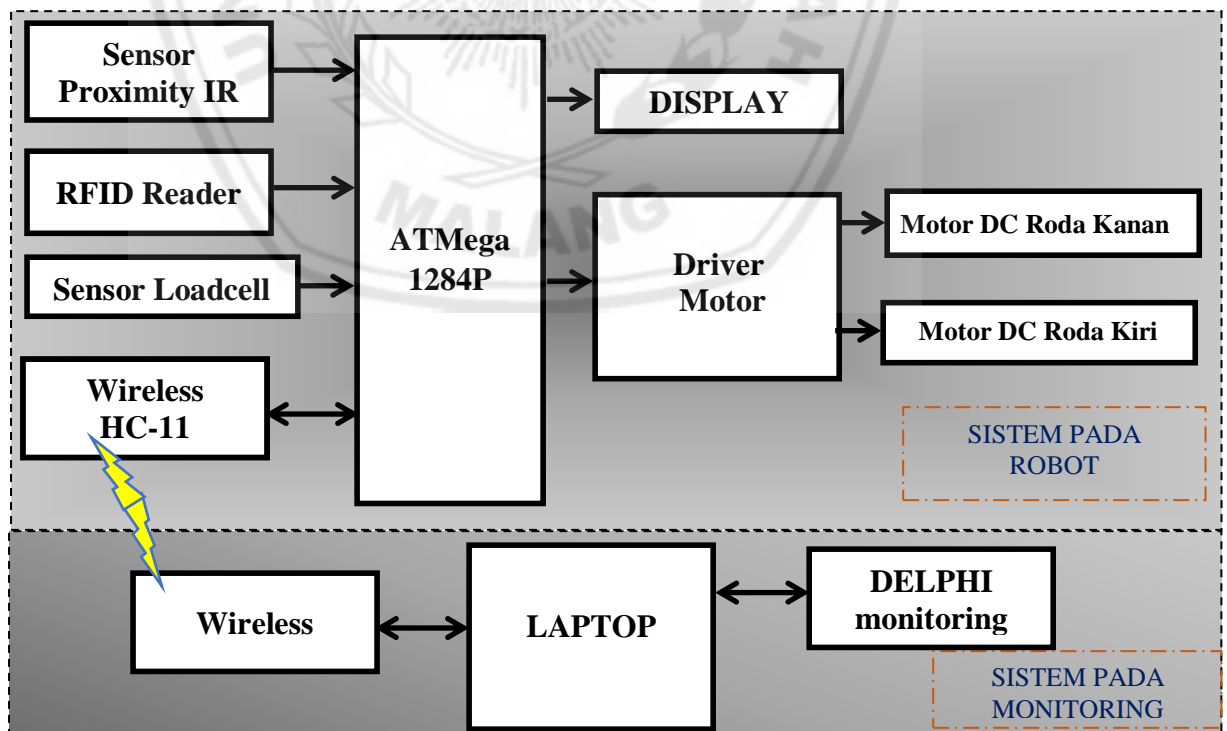 Sensor
Proximity IR
RFID Reader
Sensor Loadcell
Wireless
HC-11
ATMega
1284P
DISPLAY
Driver
Motor
Motor DC Roda Kanan
Motor DC Roda Kiri
SISTEM PADA
ROBOT
MALANG
Wireless
LAPTOP
DELPHI
monitoring
SISTEM PADA
MONITORING